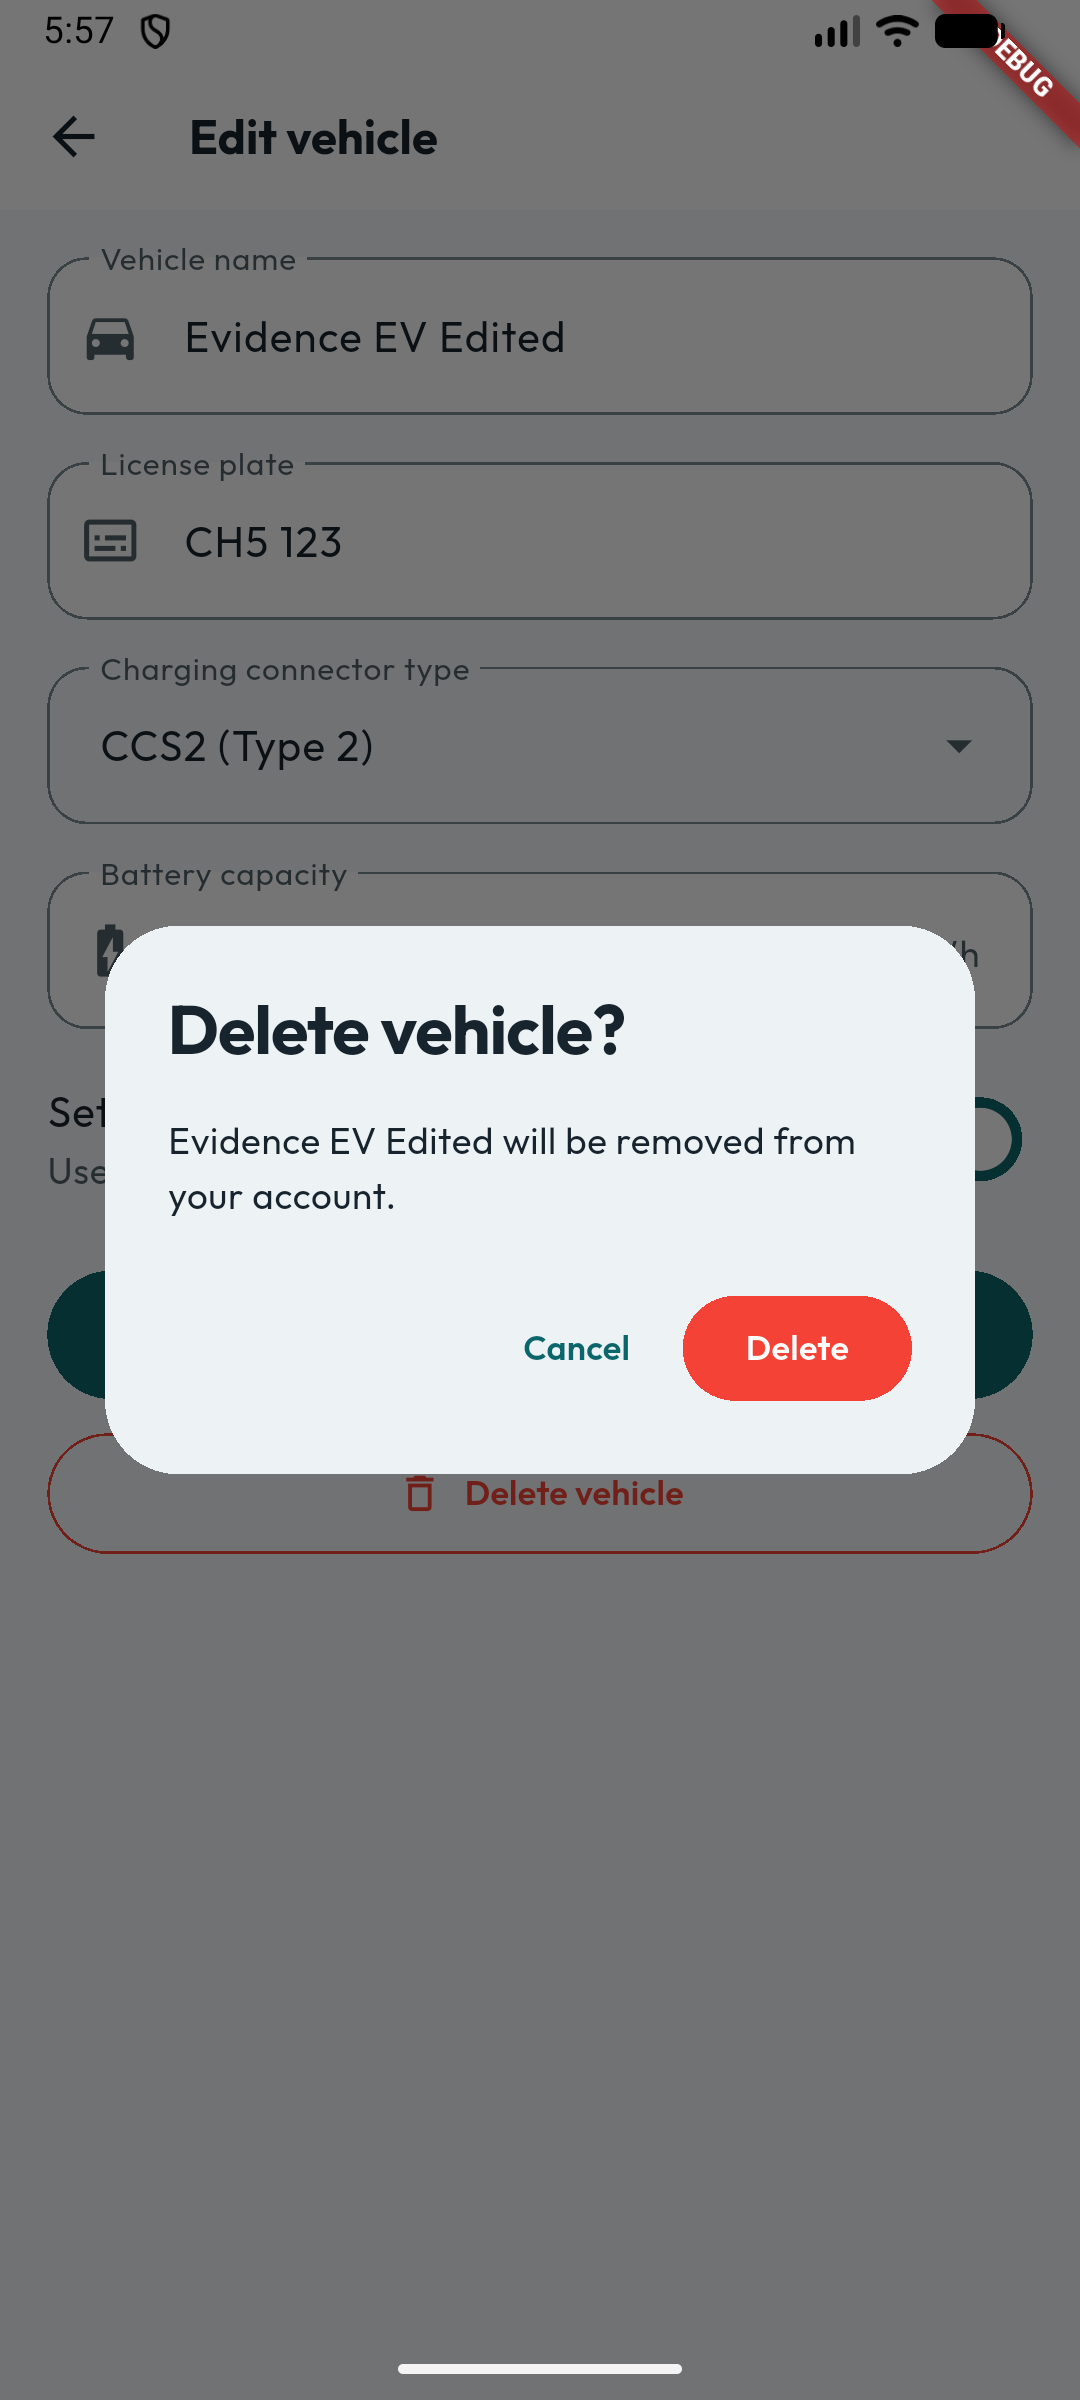 5:57
Edit vehicle
Vehicle name
Evidence EV Edited
License plate
CH5 123
Charging connector type
CCS2 (Type 2)
Battery capacity
Delete vehicle?
Evidence EV Edited will be removed from
your account.
Cancel
Delete
Delete vehicle